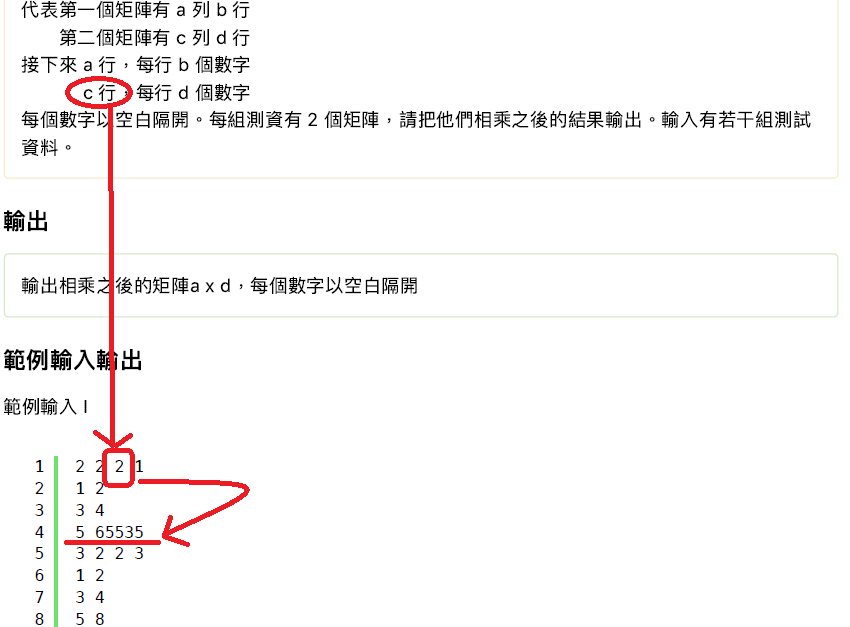 代表第一個矩陣有 a 列 b 行
第二個矩陣有 c 列 d 行
接下來 a 行，每行 b 個數字
c 行，每行 d 個數字
每個數字以空白隔開。每組測資有 2 個矩陣，請把他們相乘之後的結果輸出。輸入有若干組測試
資料。
輸出
輸出相乘之後的矩陣a x d，每個數字以空白隔開
範例輸入輸出
範例輸入 I
1 2 2 2 1
2 1 2
3 3 4
4 5 65535
5 3 2 2 3
6 1 2
7 3 4
8 5 8